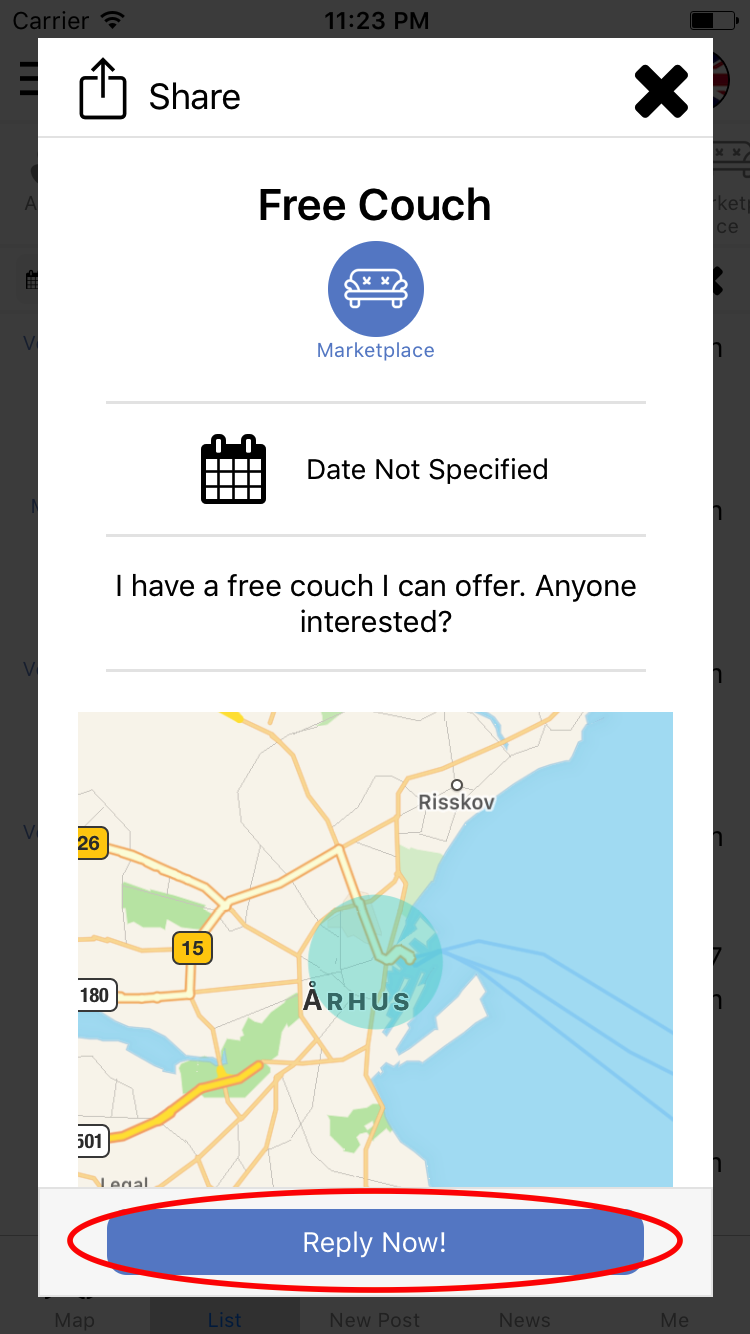 Carrier 11:23 PM
Share
Free Couch
Marketplace
Date Not Specified
I have a free couch I can offer. Anyone
interested?
Risskov
26
15
180
ÅRHUS
501
Reply Now!
Map List New Post News Me